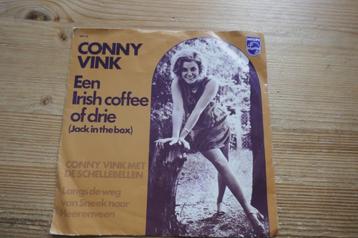 CONNY
VINK
Een
Irish coffee
of drie
(Jack in the box)
CONNY VINK MET
DE SCHELLEBELLEN
Langs de weg
van Sneek naar
Heerenveen
PHILIPS